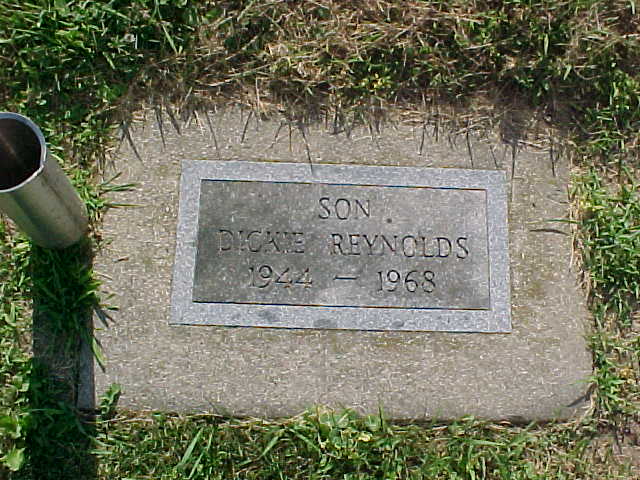 SON
DICKIE REYNOLDS
1944 — 1968